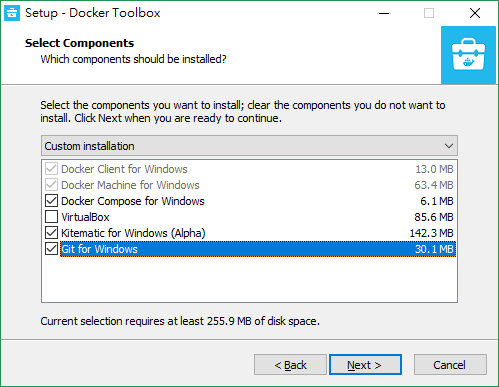 Setup - Docker Toolbox
Select Components
Which components should be installed?
Select the components you want to install; clear the components you do not want to
install. Click Next when you are ready to continue.
Custom installation
Docker Client for Windows 13.0 MB
Docker Machine for Windows 63.4 MB
Docker Compose for Windows 6.1 MB
VirtualBox 85.6 MB
Kitematic for Windows (Alpha) 142.3 MB
Git for Windows 30.1 MB
Current selection requires at least 255.9 MB of disk space.
< Back Next > Cancel